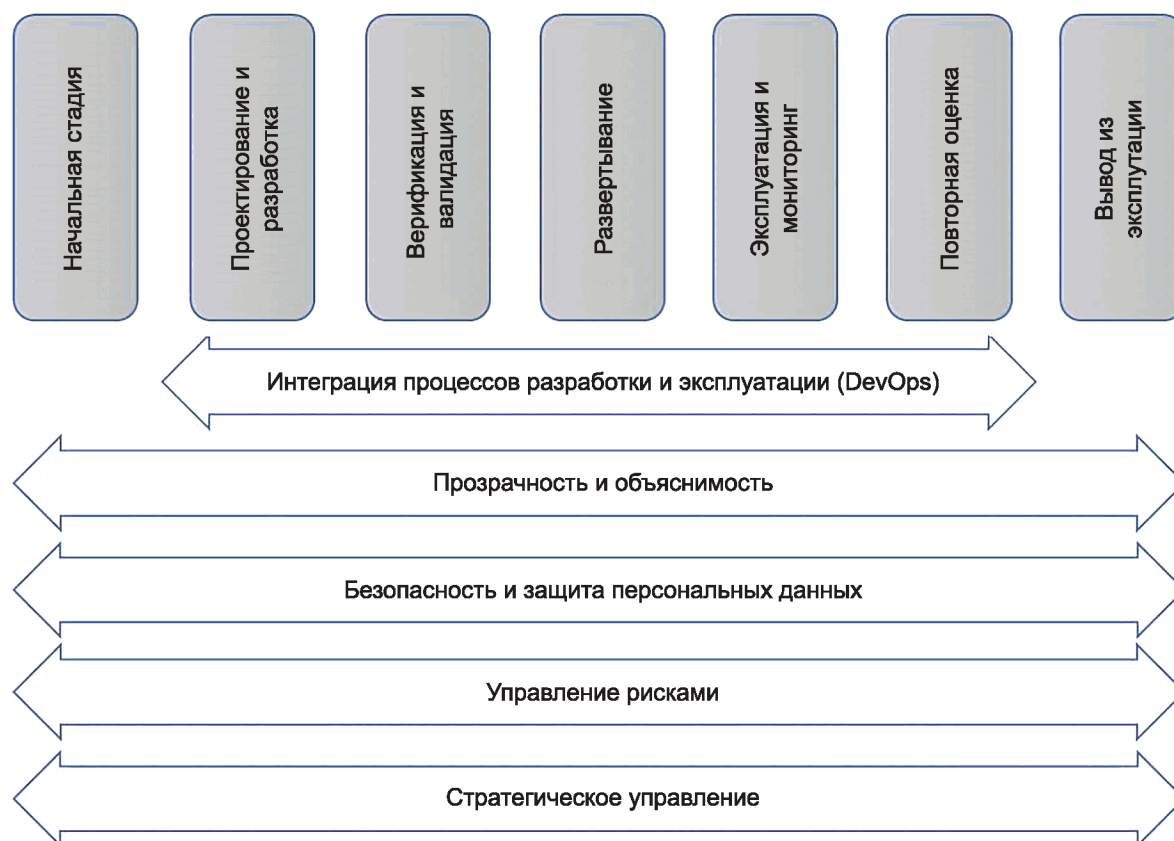 Начальная стадия
Проектирование и
разработка
Верификация и
валидация
Развертывание
Эксплуатация и
мониторинг
Повторная оценка
Вывод из
эксплутации
Интеграция процессов разработки и эксплуатации (DevOps)
Прозрачность и объяснимость
Безопасность и защита персональных данных
Управление рисками
Стратегическое управление